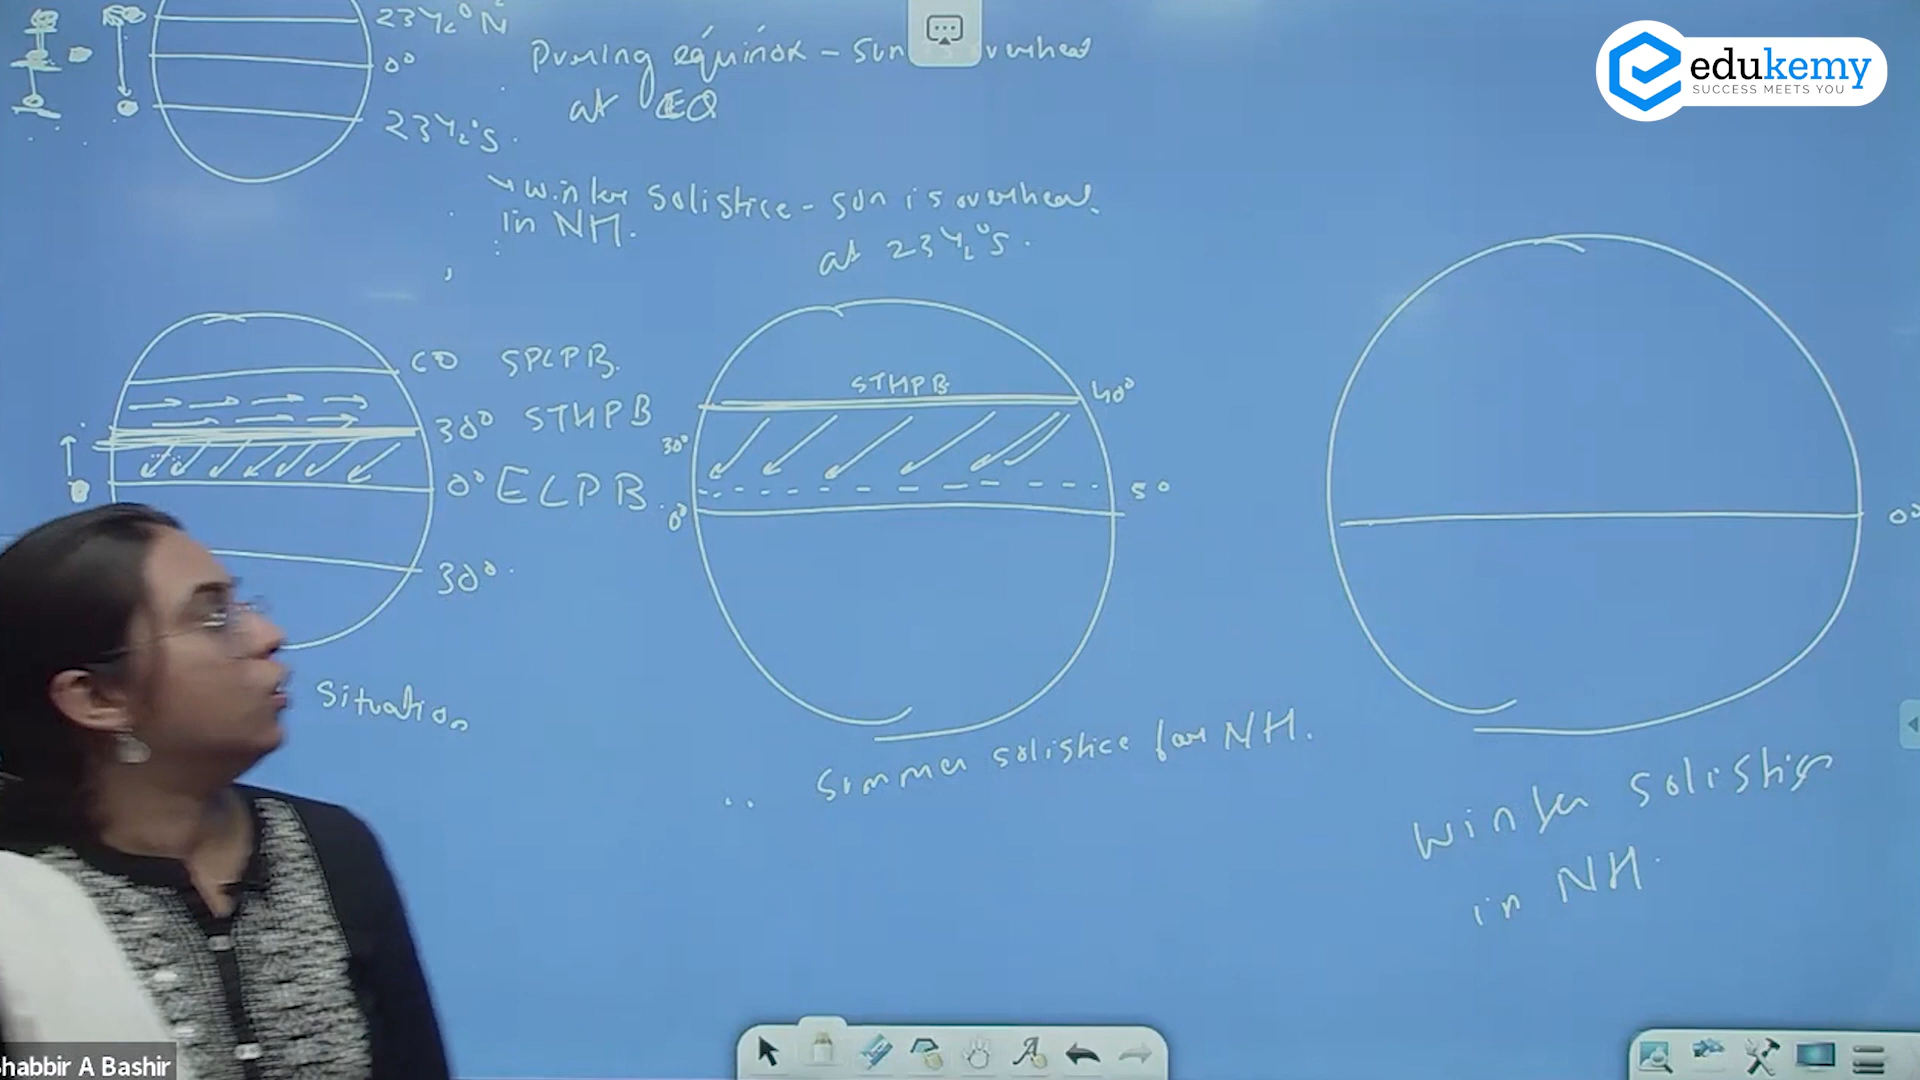 23½° N
0°
23½°S.
During equinox - sun
overhead
at EQ
edukemy
SUCCESS MEETS YOU
winter solistice - sun is overhead
in NH.
at 23½°S.
60 SPLPB.
30° STHPB
0° ELPB.
30°.
Situation
STHPB
40°
30°
5°
0°
Summer solistice for NH.
0°
Winter solistice
in NH.
habbir A Bashir